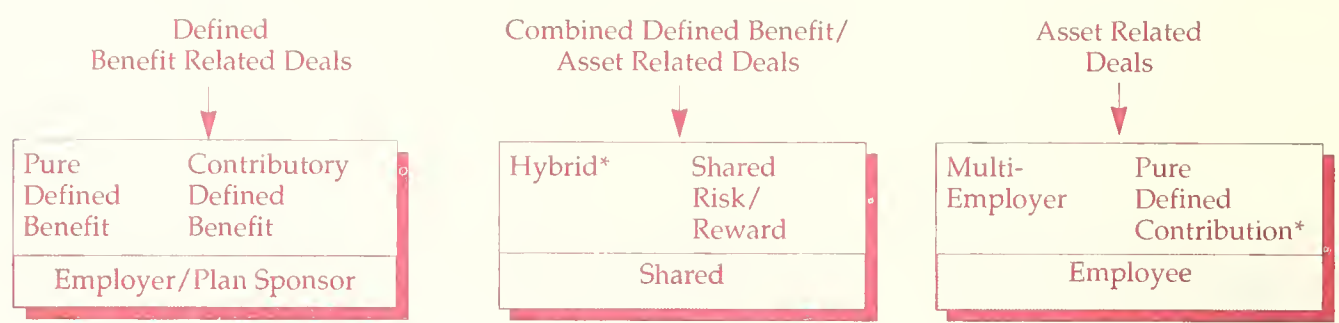 Defined
Benefit Related Deals
Pure
Defined
Benefit
Contributory
Defined
Benefit
Employer/Plan Sponsor
Combined Defined Benefit/
Asset Related Deals
Hybrid*
Shared
Risk/
Reward
Shared
Asset Related
Deals
Multi-
Employer
Pure
Defined
Contribution*
Employee